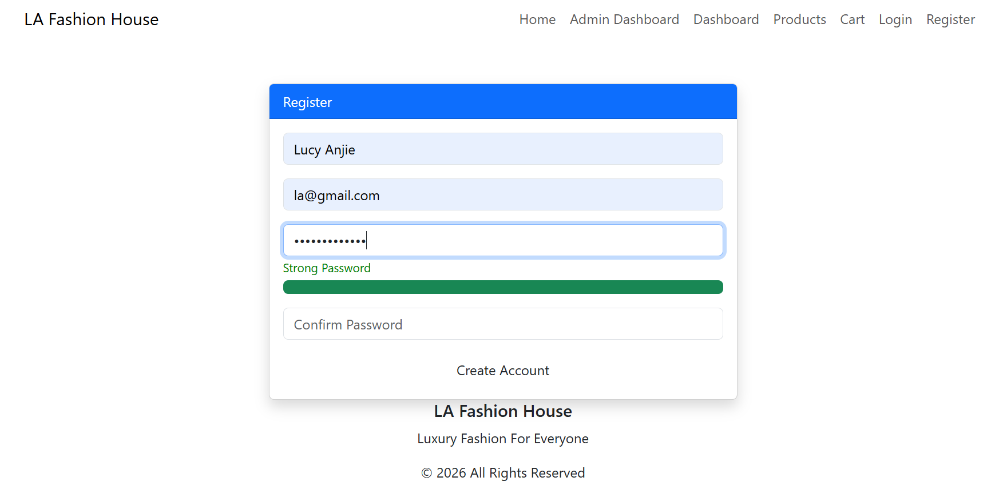 LA Fashion House
Home Admin Dashboard Dashboard Products Cart Login Register
Register
Lucy Anjie
la@gmail.com
•••••••••••••
Strong Password
Confirm Password
Create Account
LA Fashion House
Luxury Fashion For Everyone
© 2026 All Rights Reserved